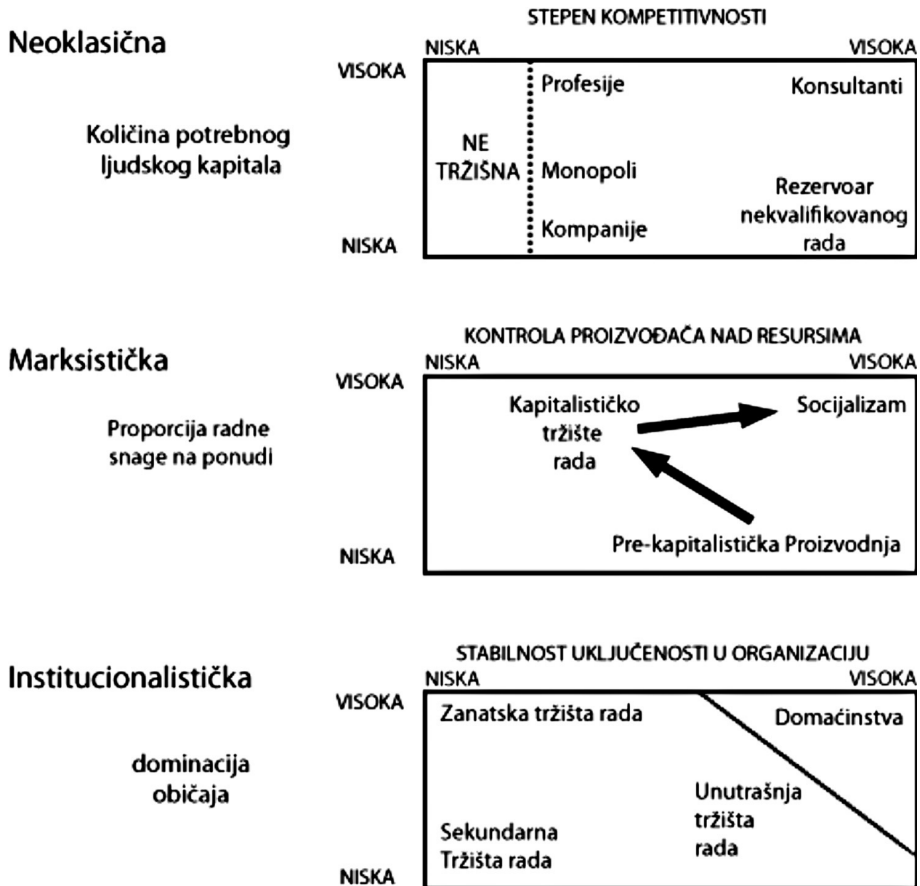 Neoklasična
STEPEN KOMPETITIVNOSTI
NISKA
VISOKA
VISOKA
Količina potrebnog
ljudskog kapitala
NISKA
NE
TRŽIŠNA
Profesije
Konsultanti
Monopoli
Rezervoar
nekvalifikovanog
rada
Kompanije
Marksistička
KONTROLA PROIZVOĐAČA NAD RESURSIMA
NISKA
VISOKA
VISOKA
Proporcija radne
snage na ponudi
NISKA
Kapitalističko
tržište
rada
Socijalizam
Pre-kapitalistička Proizvodnja
Institucionalistička
STABILNOST UKLJUČENOSTI U ORGANIZACIJU
NISKA
VISOKA
VISOKA
dominacija
običaja
NISKA
Zanatska tržišta rada
Domaćinstva
Unutrašnja
tržišta
rada
Sekundarna
Tržišta rada